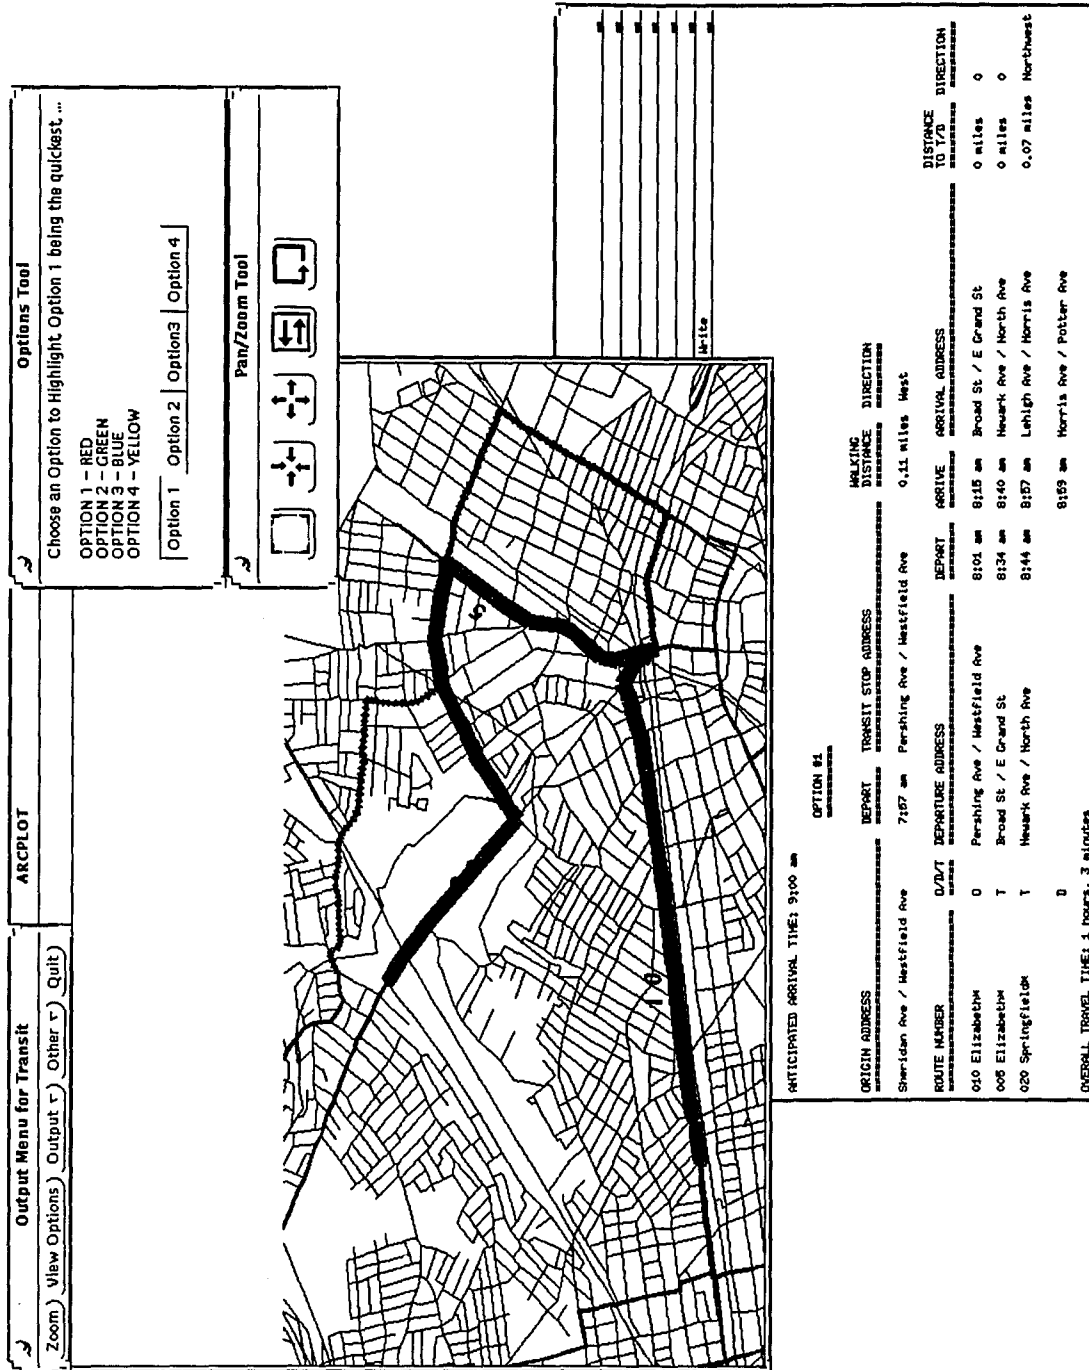 Output Menu for Transit
Zoom View Options Output Other Quit
ARCPLOT
Options Tool
Choose an Option to Highlight, Option 1 being the quickest ...
OPTION 1 – RED
OPTION 2 – GREEN
OPTION 3 – BLUE
OPTION 4 – YELLOW
Option 1 Option 2 Option3 Option 4
Pan/Zoom Tool
5
10
Write
ANTICIPATED ARRIVAL TIME: 9:00 am
OPTION #1
ORIGIN ADDRESS DEPART TRANSIT STOP ADDRESS WALKING DISTANCE DIRECTION
Sheridan Ave / Westfield Ave 7:57 am Pershing Ave / Westfield Ave 0.11 miles West
ROUTE NUMBER O/D/T DEPARTURE ADDRESS DEPART ARRIVE ARRIVAL ADDRESS DISTANCE TO T/D DIRECTION
010 Elizabeth* O Pershing Ave / Westfield Ave 8:01 am 8:15 am Broad St / E Grand St 0 miles 0
005 Elizabeth* T Broad St / E Grand St 8:34 am 8:40 am Newark Ave / North Ave 0 miles 0
020 Springfield* T Newark Ave / North Ave 8:44 am 8:57 am Lehigh Ave / Morris Ave 0.07 miles Northwest
D 8:59 am Morris Ave / Potter Ave
OVERALL TRAVEL TIME: 1 hours, 3 minutes